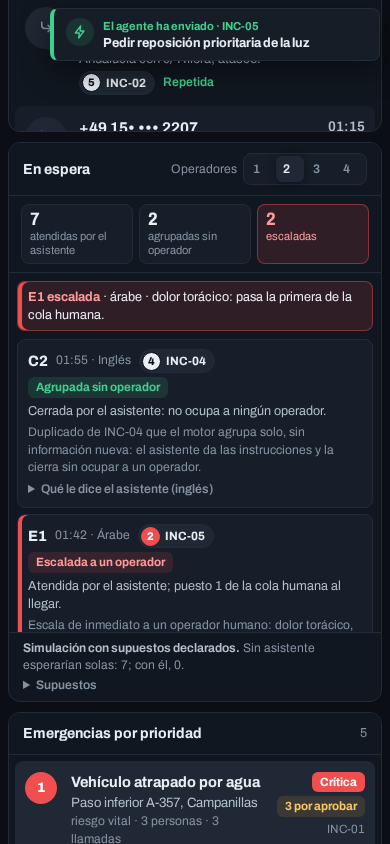 El agente ha enviado · INC-05
Pedir reposición prioritaria de la luz
5 INC-02 Repetida
+49 15• ••• 2207 01:15
En espera Operadores 1 2 3 4
7 2 2
atendidas por el asistente
agrupadas sin operador
escaladas
E1 escalada · árabe · dolor torácico: pasa la primera de la
cola humana.
C2 01:55 · Inglés 4 INC-04
Agrupada sin operador
Cerrada por el asistente: no ocupa a ningún operador.
Duplicado de INC-04 que el motor agrupa solo, sin
información nueva: el asistente da las instrucciones y la
cierra sin ocupar a un operador.
Qué le dice el asistente (inglés)
E1 01:42 · Árabe 2 INC-05
Escalada a un operador
Atendida por el asistente; puesto 1 de la cola humana al
llegar.
Escala de inmediato a un operador humano: dolor torácico,
Simulación con supuestos declarados. Sin asistente
esperarían solas: 7; con él, 0.
Supuestos
Emergencias por prioridad 5
1 Vehículo atrapado por agua Crítica
Paso inferior A-357, Campanillas 3 por aprobar
riesgo vital · 3 personas · 3 INC-01
llamadas